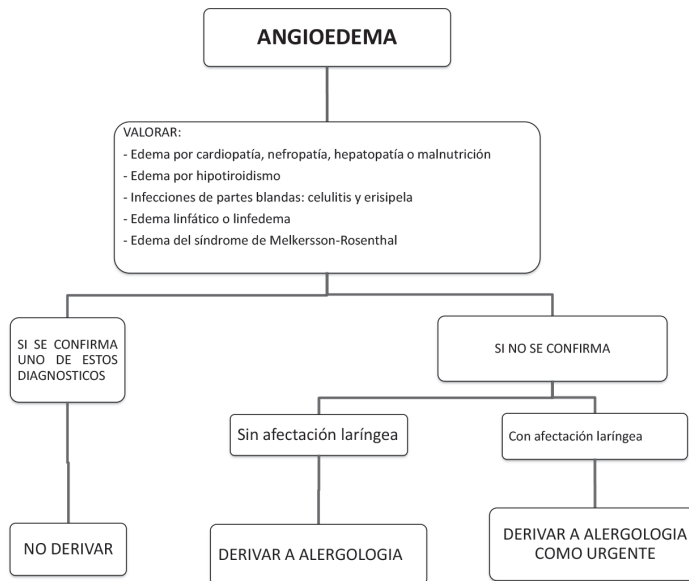 ANGIOEDEMA
VALORAR:
- Edema por cardiopatía, nefropatía, hepatopatía o malnutrición
- Edema por hipotiroidismo
- Infecciones de partes blandas: celulitis y erisipela
- Edema linfático o linfedema
- Edema del síndrome de Melkersson-Rosenthal
SI SE CONFIRMA
UNO DE ESTOS
DIAGNOSTICOS
SI NO SE CONFIRMA
Sin afectación laríngea
Con afectación laríngea
NO DERIVAR
DERIVAR A ALERGOLOGIA
DERIVAR A ALERGOLOGIA
COMO URGENTE